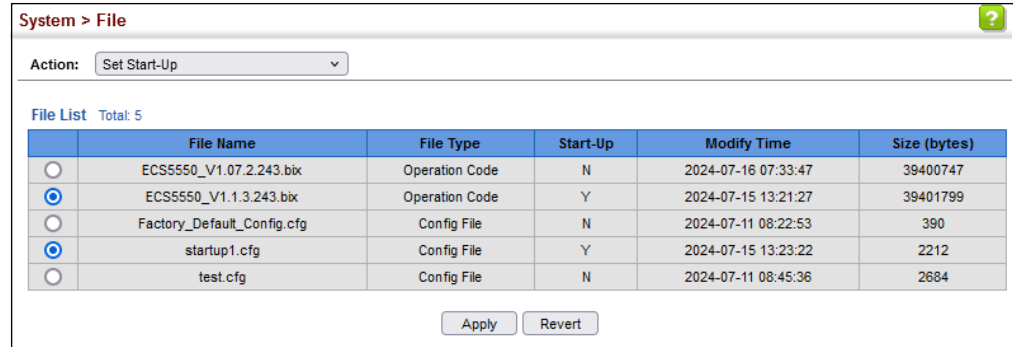 System > File
?
Action: Set Start-Up
File List Total: 5
File Name File Type Start-Up Modify Time Size (bytes)
ECS5550_V1.07.2.243.bix Operation Code N 2024-07-16 07:33:47 39400747
ECS5550_V1.1.3.243.bix Operation Code Y 2024-07-15 13:21:27 39401799
Factory_Default_Config.cfg Config File N 2024-07-11 08:22:53 390
startup1.cfg Config File Y 2024-07-15 13:23:22 2212
test.cfg Config File N 2024-07-11 08:45:36 2684
Apply Revert